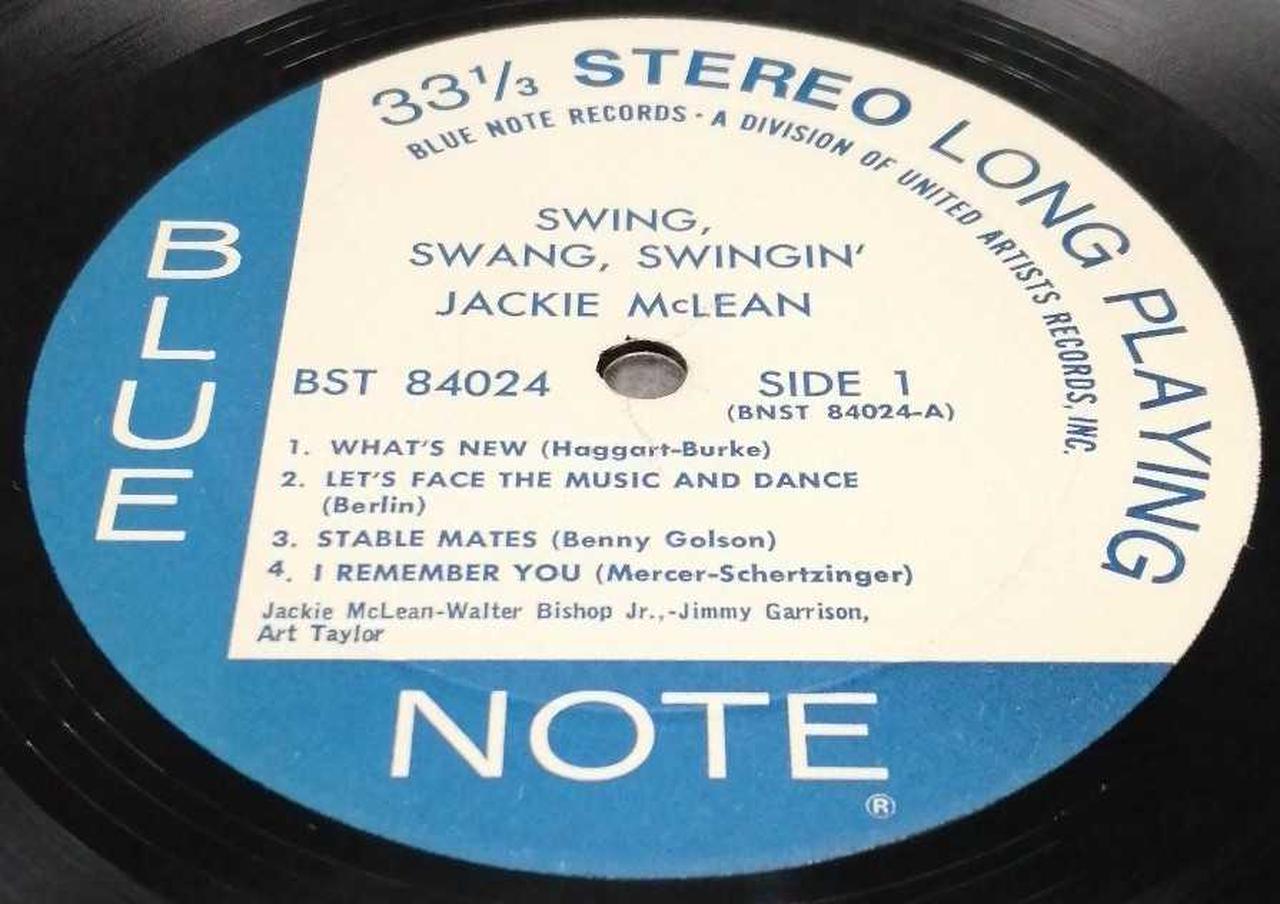 33⅓ STEREO LONG PLAYING
BLUE NOTE RECORDS · A DIVISION OF UNITED ARTISTS RECORDS, INC.
SWING,
SWANG, SWINGIN'
JACKIE McLEAN
BST 84024
SIDE 1
(BNST 84024-A)
1. WHAT'S NEW (Haggart-Burke)
2. LET'S FACE THE MUSIC AND DANCE
(Berlin)
3. STABLE MATES (Benny Golson)
4. I REMEMBER YOU (Mercer-Schertzinger)
Jackie McLean-Walter Bishop Jr.,-Jimmy Garrison,
Art Taylor
BLUE
NOTE
®